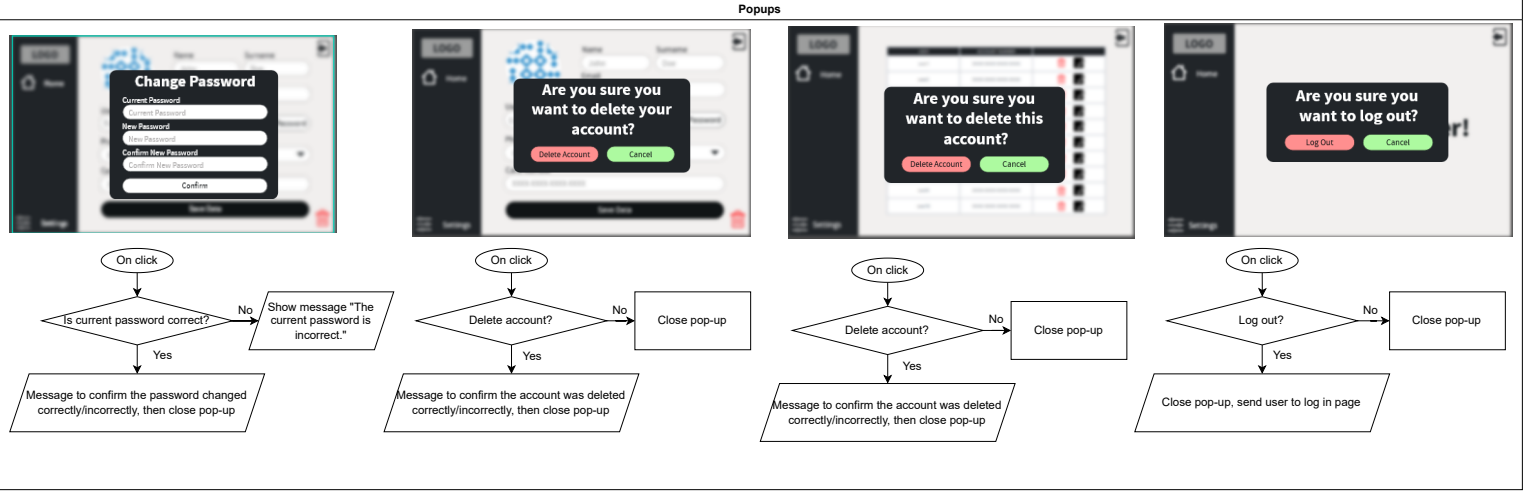 Popups
LOGO
Home
Name
Surname
Change Password
Current Password
Current Password
New Password
New Password
Confirm New Password
Confirm New Password
Confirm
Save Data
Settings
On click
Is current password correct?
No
Show message "The
current password is
incorrect."
Yes
Message to confirm the password changed
correctly/incorrectly, then close pop-up
LOGO
Home
Name
Surname
Email
Are you sure you
want to delete your
account?
Delete Account
Cancel
Save Data
Settings
On click
Delete account?
No
Close pop-up
Yes
Message to confirm the account was deleted
correctly/incorrectly, then close pop-up
LOGO
Home
Are you sure you
want to delete this
account?
Delete Account
Cancel
Settings
On click
Delete account?
No
Close pop-up
Yes
Message to confirm the account was deleted
correctly/incorrectly, then close pop-up
LOGO
Home
Are you sure you
want to log out?
Log Out
Cancel
Settings
On click
Log out?
No
Close pop-up
Yes
Close pop-up, send user to log in page